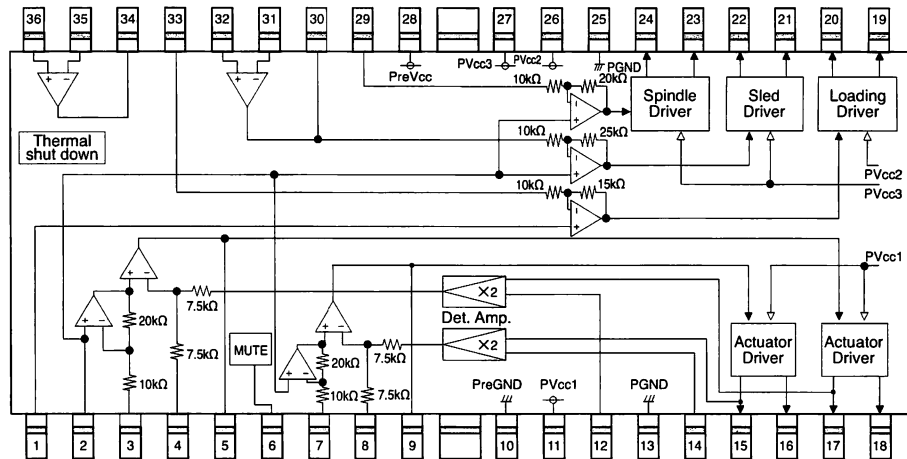 36 35 34 33 32 31 30 29 28 27 26 25 24 23 22 21 20 19
PreVcc PVcc3 PVcc2 PGND
10kΩ 20kΩ
Spindle Driver
Sled Driver
Loading Driver
Thermal shut down
10kΩ 25kΩ
10kΩ 15kΩ
PVcc2
PVcc3
PVcc1
7.5kΩ
X2
20kΩ
Det. Amp.
7.5kΩ
MUTE
20kΩ
7.5kΩ
X2
Actuator Driver
Actuator Driver
10kΩ
10kΩ
7.5kΩ
PreGND PVcc1 PGND
1 2 3 4 5 6 7 8 9 10 11 12 13 14 15 16 17 18
+ − + −
− +
− +
− +
+ − + −
+ − + −